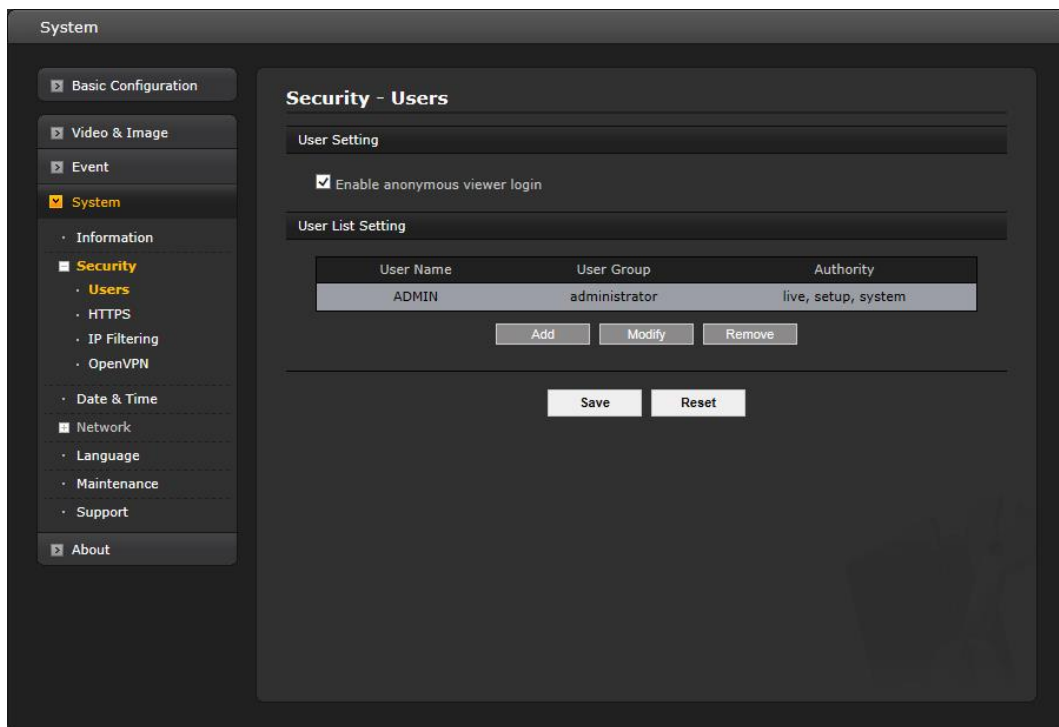 System
Basic Configuration
Video & Image
Event
System
Information
Security
Users
HTTPS
IP Filtering
OpenVPN
Date & Time
Network
Language
Maintenance
Support
About
Security - Users
User Setting
Enable anonymous viewer login
User List Setting
User Name User Group Authority
ADMIN administrator live, setup, system
Add Modify Remove
Save Reset